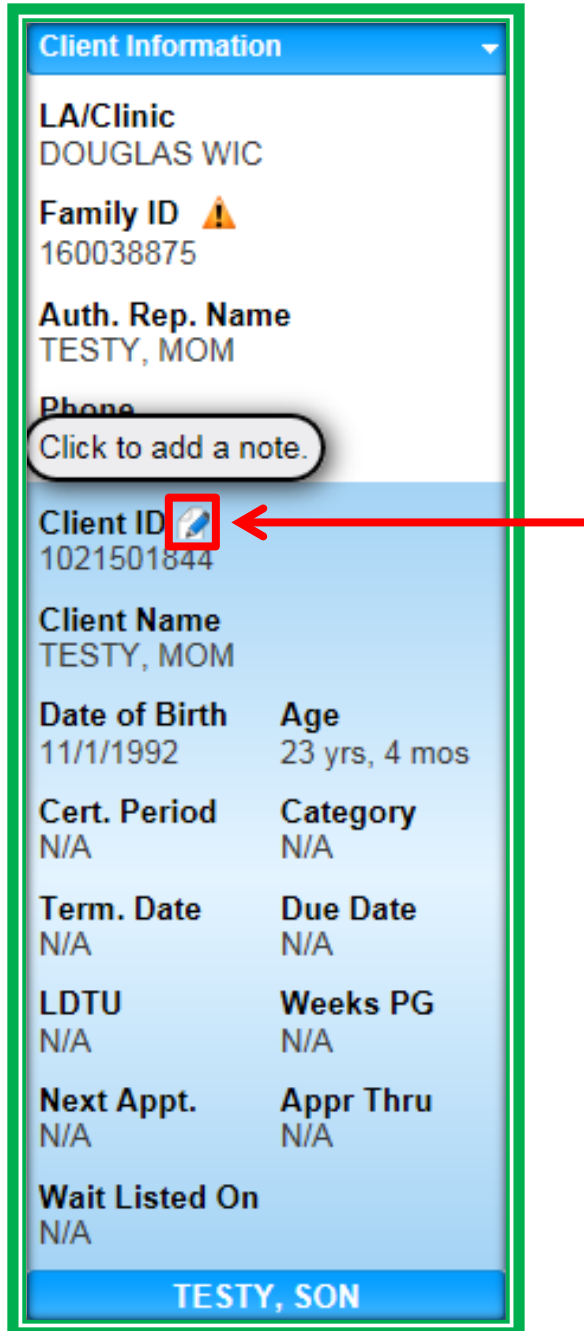 Client Information
LA/Clinic
DOUGLAS WIC
Family ID
160038875
Auth. Rep. Name
TESTY, MOM
Phone
Click to add a note.
Client ID
1021501844
Client Name
TESTY, MOM
Date of Birth Age
11/1/1992 23 yrs, 4 mos
Cert. Period Category
N/A N/A
Term. Date Due Date
N/A N/A
LDTU Weeks PG
N/A N/A
Next Appt. Appr Thru
N/A N/A
Wait Listed On
N/A
TESTY, SON